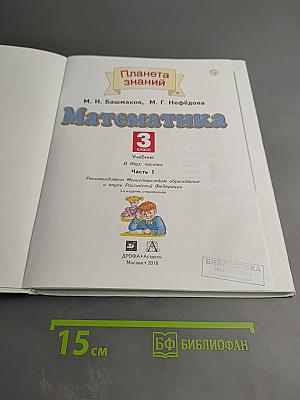 Планета
знаний
М. И. Башмаков, М. Г. Нефёдова
Математика
3
класс
Учебник
В двух частях
Часть 1
Рекомендовано Министерством образования
и науки Российской Федерации
ДРОФА • Астрель
Москва • 2018
БИБЛИОТЕКА
15 см
БФ БИБЛИОФАН